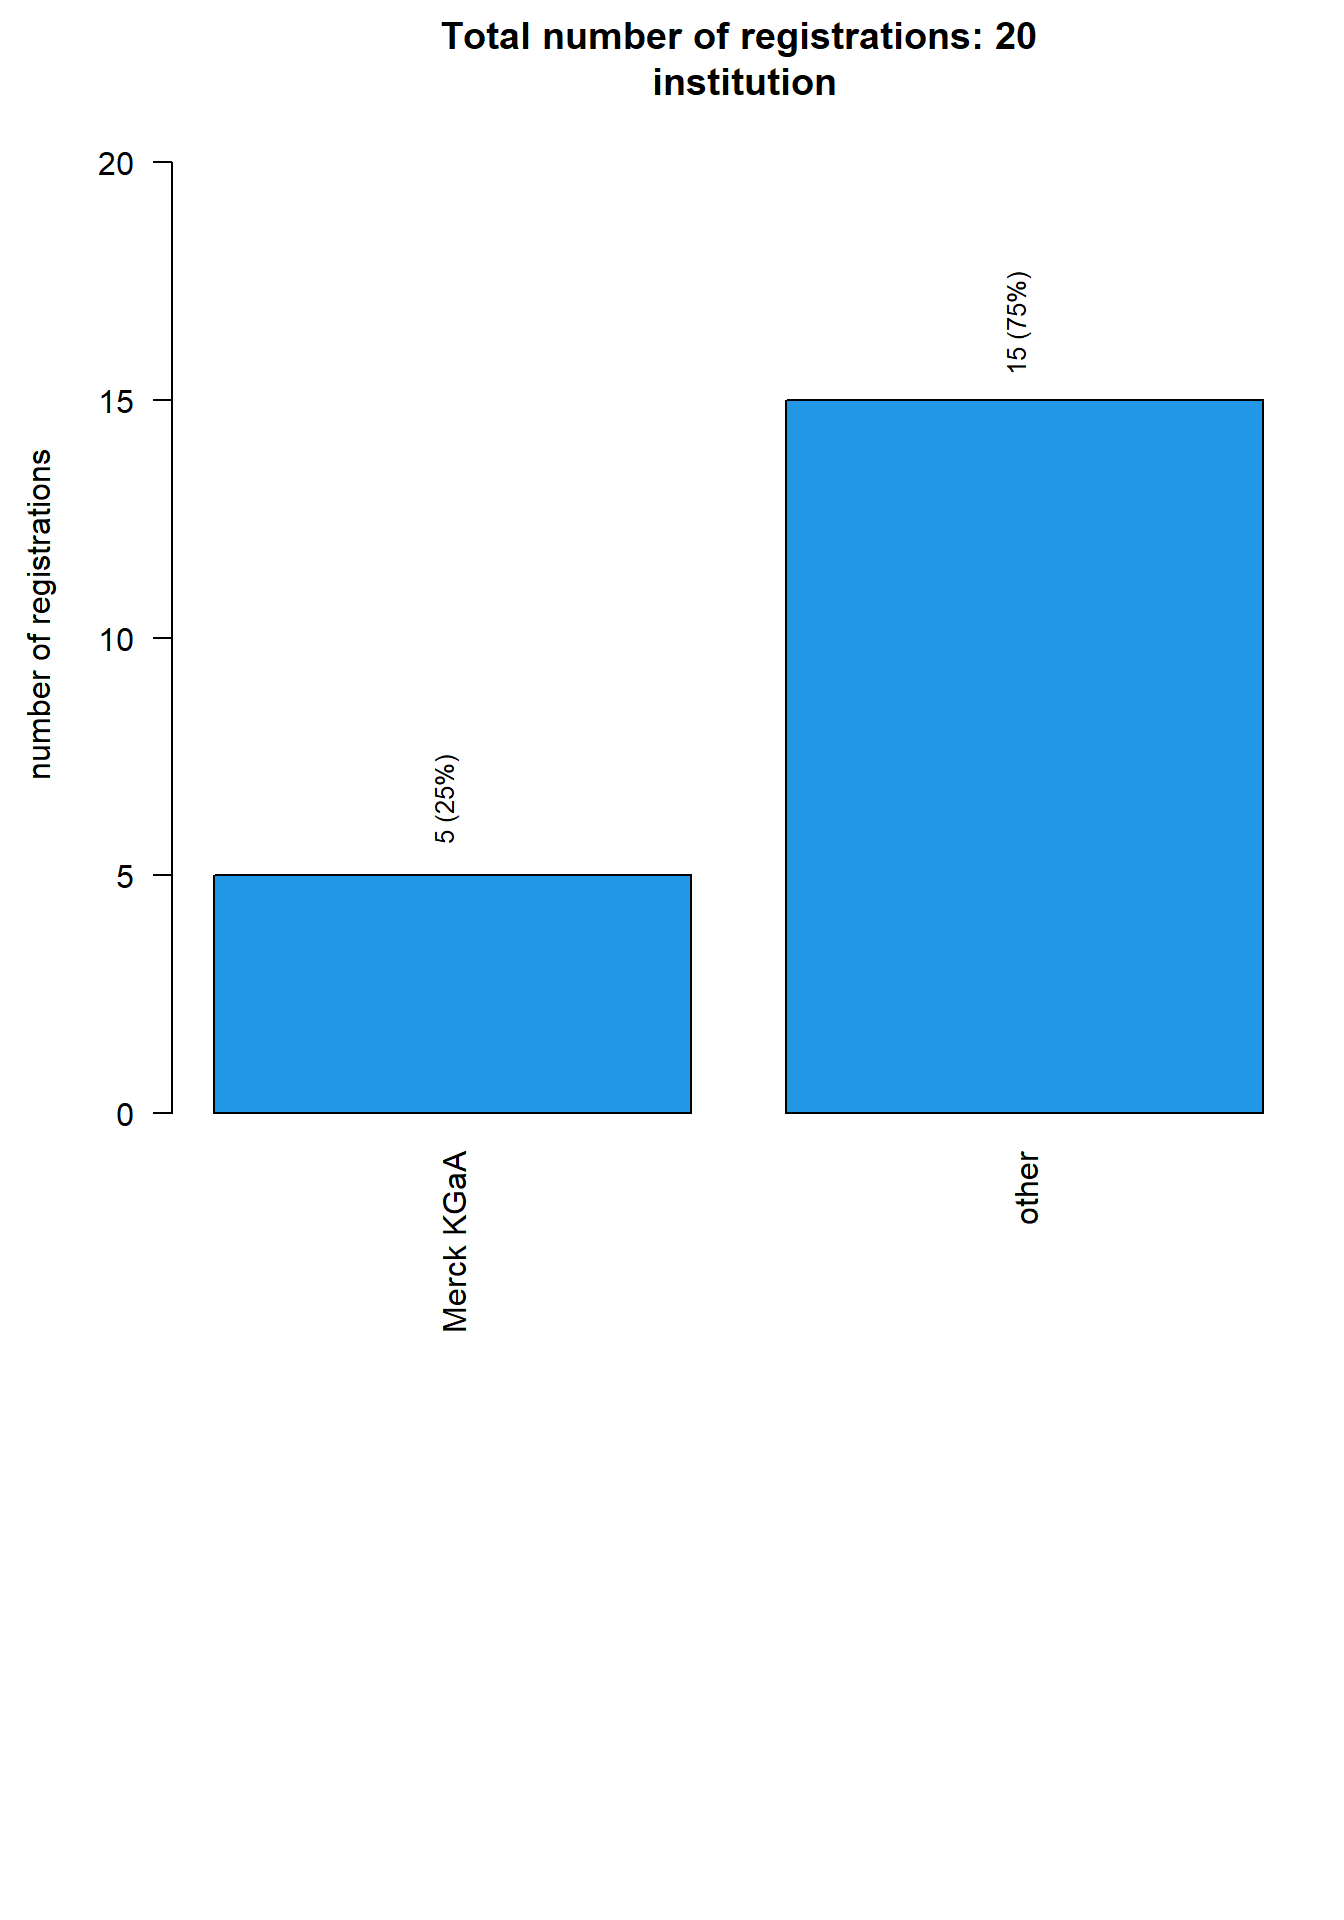 Total number of registrations: 20
institution
number of registrations
20
15
10
5
0
5 (25%)
15 (75%)
Merck KGaA
other